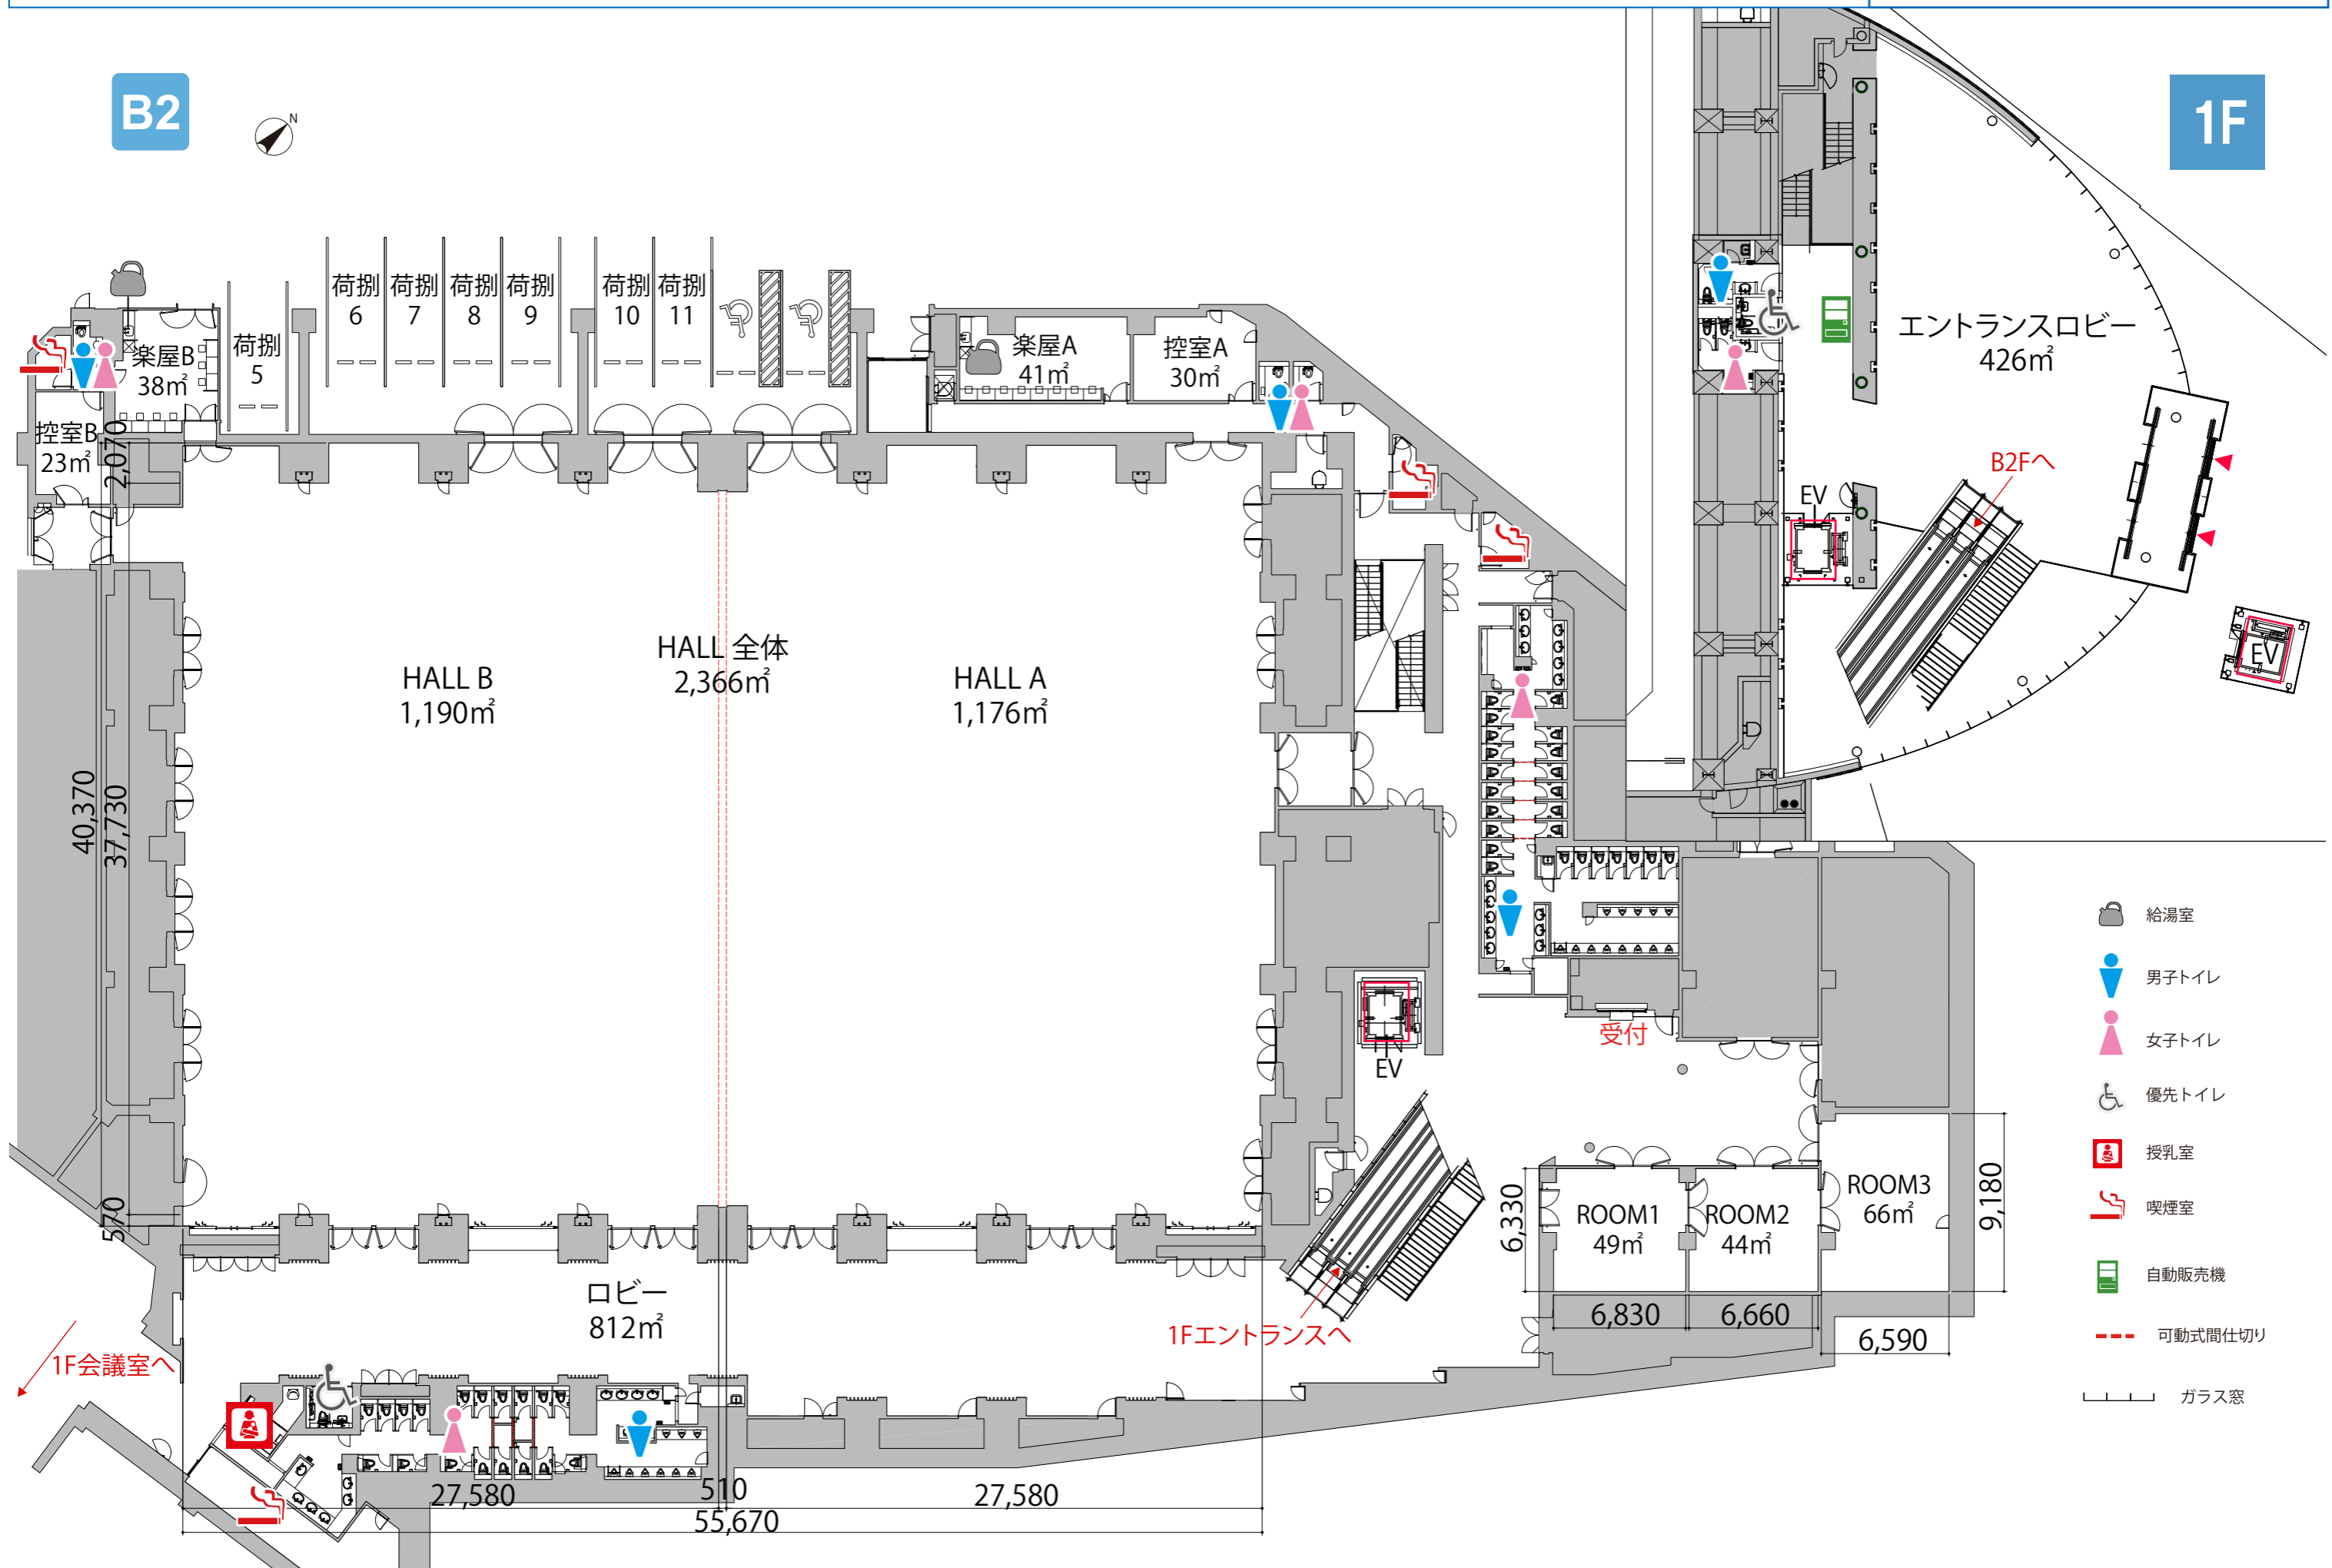 B2
N
1F
荷捌
6
荷捌
7
荷捌
8
荷捌
9
荷捌
10
荷捌
11
荷捌
5
楽屋B
38㎡
控室B
23㎡
楽屋A
41㎡
控室A
30㎡
エントランスロビー
426㎡
B2Fへ
EV
EV
HALL B
1,190㎡
HALL 全体
2,366㎡
HALL A
1,176㎡
2,070
40,370
37,730
570
受付
EV
ROOM1
49㎡
ROOM2
44㎡
ROOM3
66㎡
6,330
9,180
6,830
6,660
6,590
ロビー
812㎡
1Fエントランスへ
1F会議室へ
27,580
510
27,580
55,670
給湯室
男子トイレ
女子トイレ
優先トイレ
授乳室
喫煙室
自動販売機
可動式間仕切り
ガラス窓